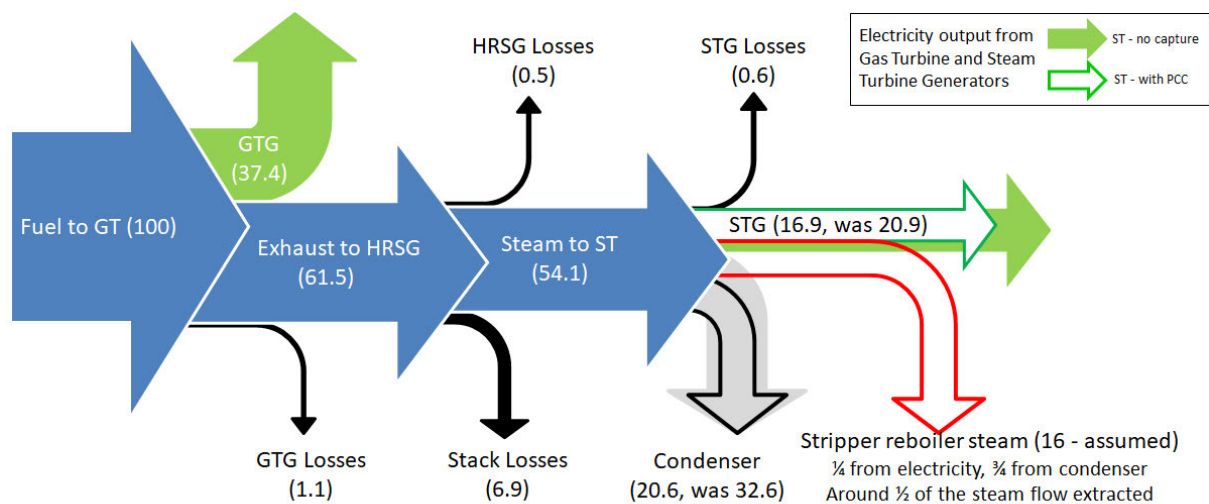 HRSG Losses
(0.5)
STG Losses
(0.6)
Electricity output from
Gas Turbine and Steam
Turbine Generators
ST - no capture
ST - with PCC
GTG
(37.4)
Fuel to GT (100)
Exhaust to HRSG
(61.5)
Steam to ST
(54.1)
STG (16.9, was 20.9)
GTG Losses
(1.1)
Stack Losses
(6.9)
Condenser
(20.6, was 32.6)
Stripper reboiler steam (16 - assumed)
¼ from electricity, ¾ from condenser
Around ½ of the steam flow extracted